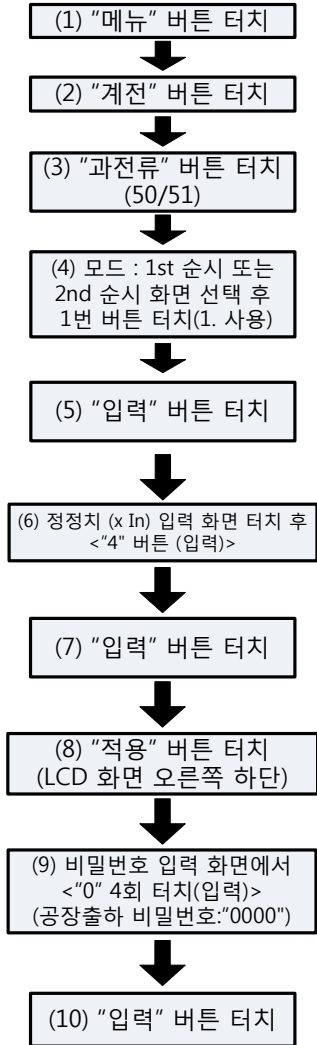 (1) "메뉴" 버튼 터치
(2) "계전" 버튼 터치
(3) "과전류" 버튼 터치
(50/51)
(4) 모드 : 1st 순시 또는
2nd 순시 화면 선택 후
1번 버튼 터치(1. 사용)
(5) "입력" 버튼 터치
(6) 정정치 (x In) 입력 화면 터치 후
<"4" 버튼 (입력)>
(7) "입력" 버튼 터치
(8) "적용" 버튼 터치
(LCD 화면 오른쪽 하단)
(9) 비밀번호 입력 화면에서
<"0" 4회 터치(입력)>
(공장출하 비밀번호:"0000")
(10) "입력" 버튼 터치